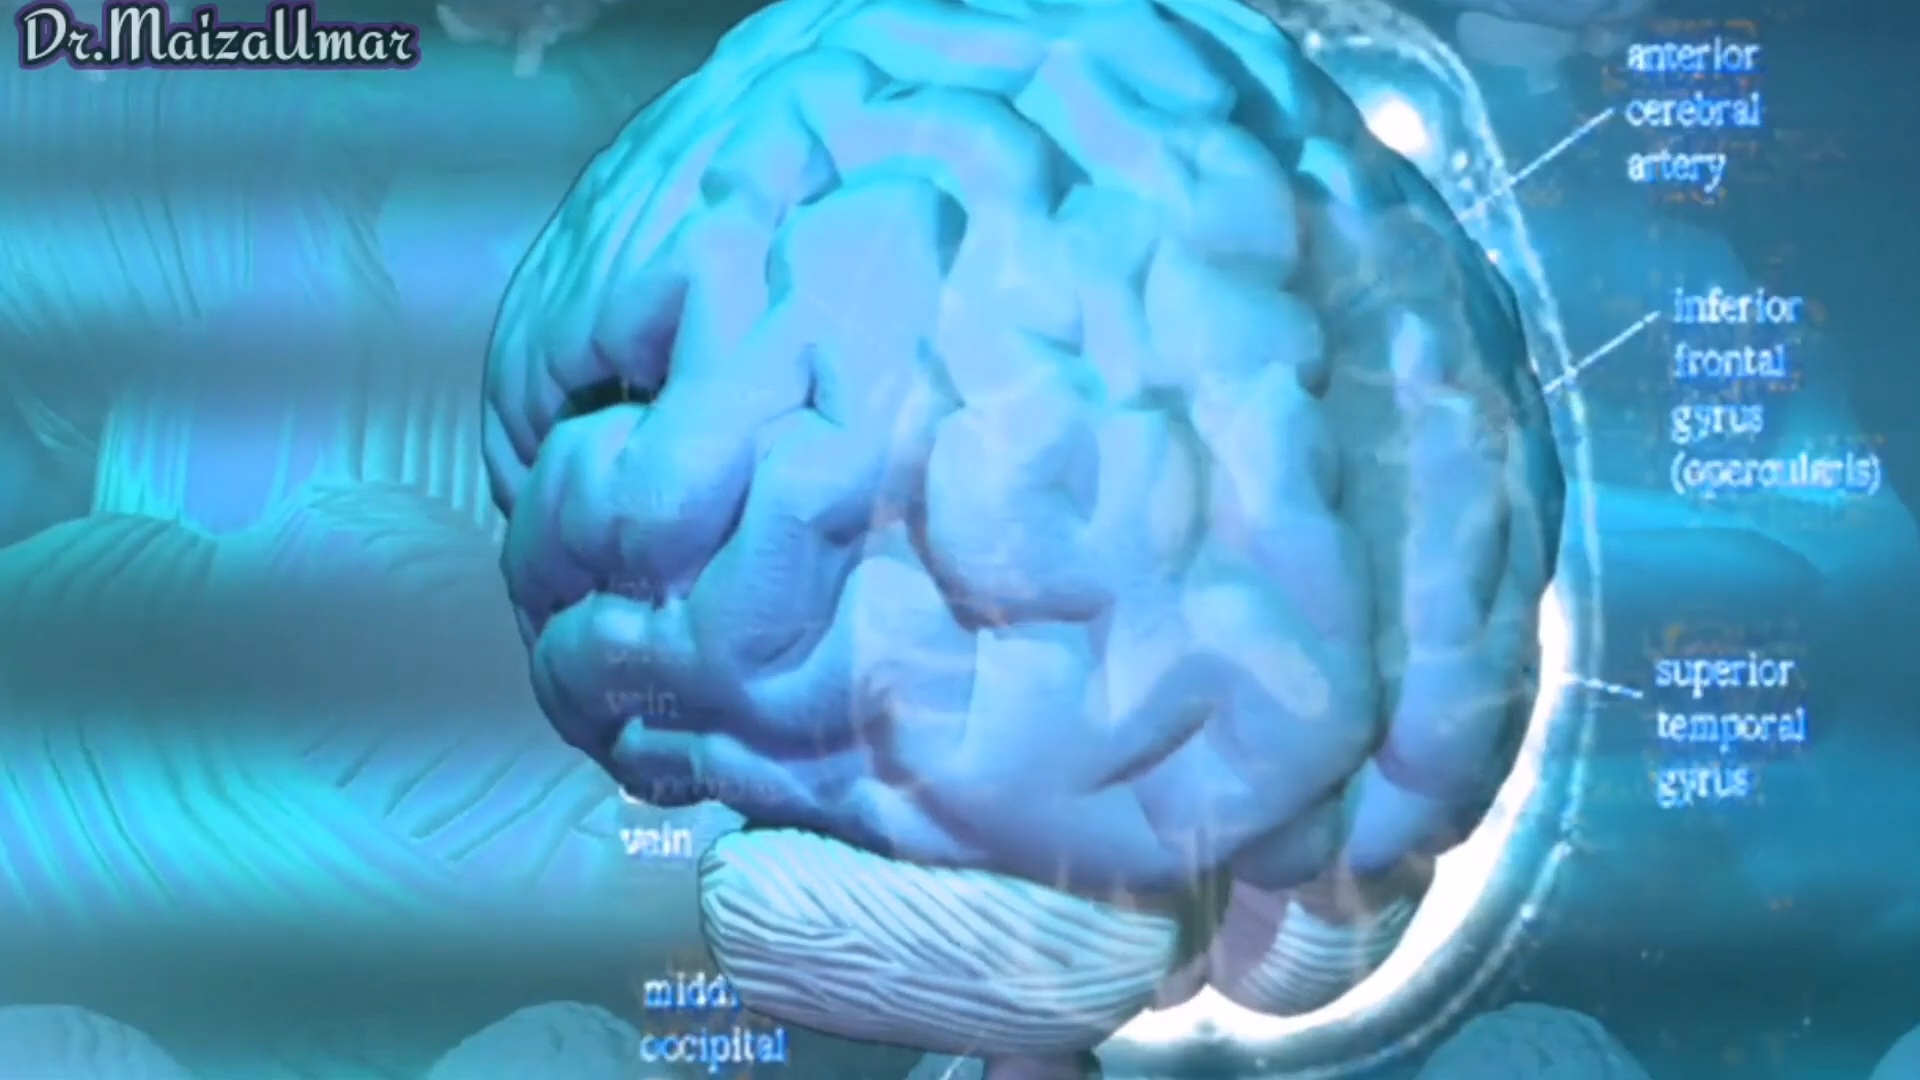 Dr.MaizaUmar
anterior
cerebral
artery
inferior
frontal
gyrus
(opercularis)
superior
temporal
gyrus
vein
vein
occipital